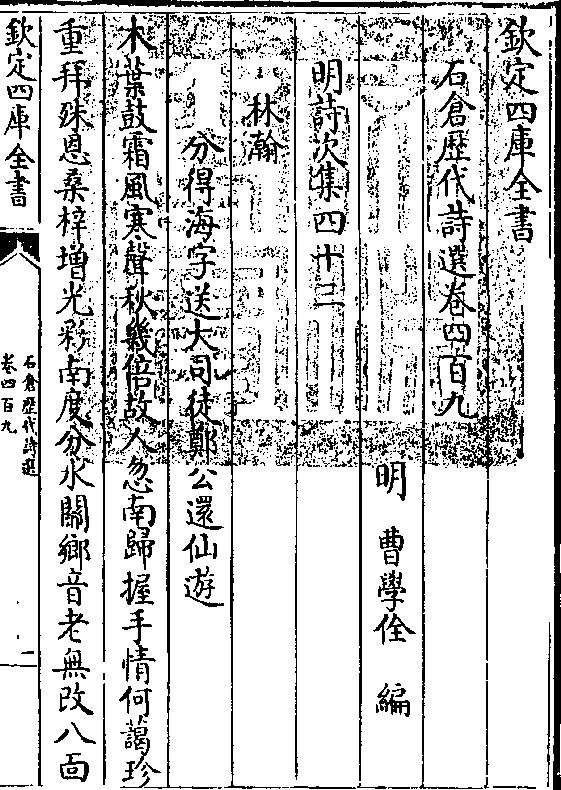 欽定四庫全書
石倉歷代詩選卷四百九
明 曹學佺 編
明詩次集四十三
林瀚
分得海字送大司徒鄭公還仙遊
木葉鼓霜風寒聲秋幾倍故人忽南歸握手情何藹珍
重拜殊恩桑梓增光彩南度分水關鄉音老無改八面
欽定四庫全書
石倉歷代詩選
卷四百九
一